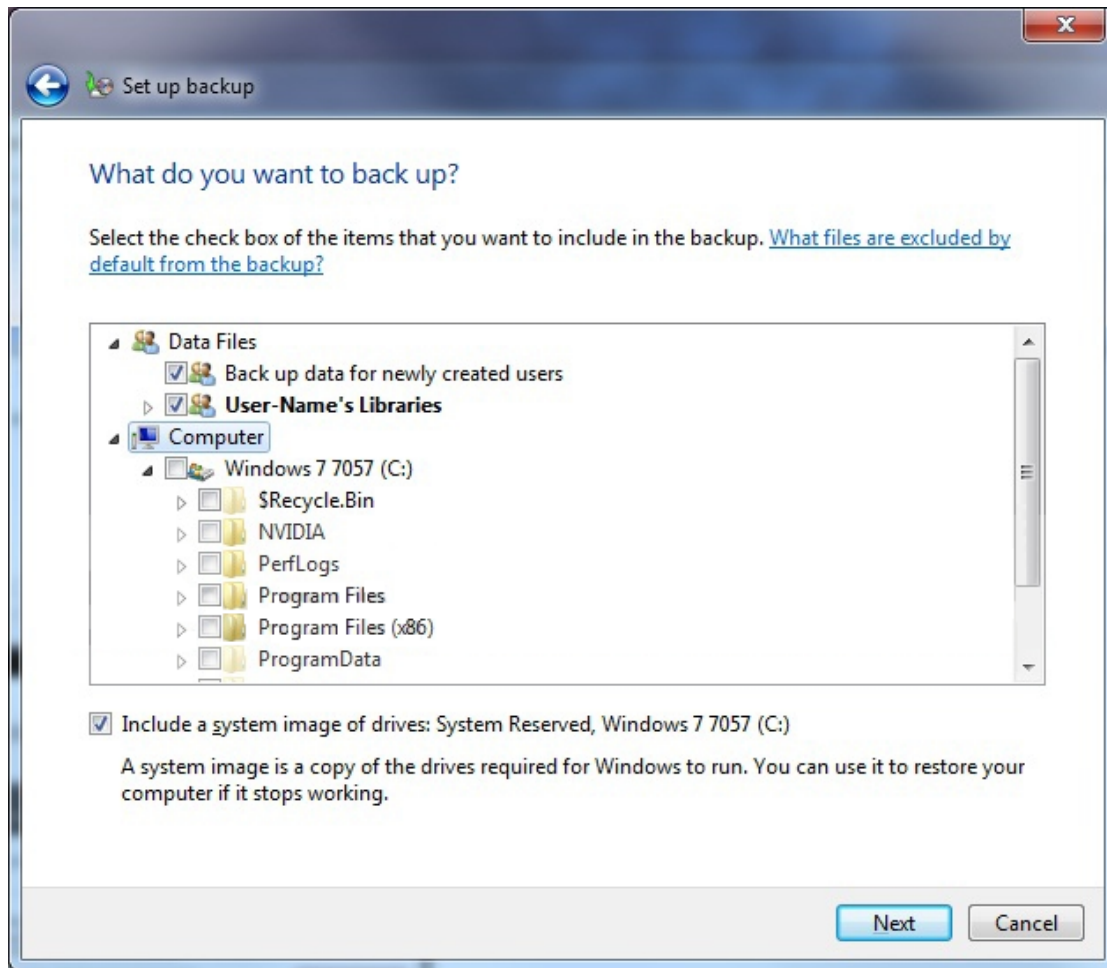 Set up backup
What do you want to back up?
Select the check box of the items that you want to include in the backup. What files are excluded by
default from the backup?
Data Files
Back up data for newly created users
User-Name's Libraries
Computer
Windows 7 7057 (C:)
$Recycle.Bin
NVIDIA
PerfLogs
Program Files
Program Files (x86)
ProgramData
Include a system image of drives: System Reserved, Windows 7 7057 (C:)
A system image is a copy of the drives required for Windows to run. You can use it to restore your
computer if it stops working.
Next Cancel